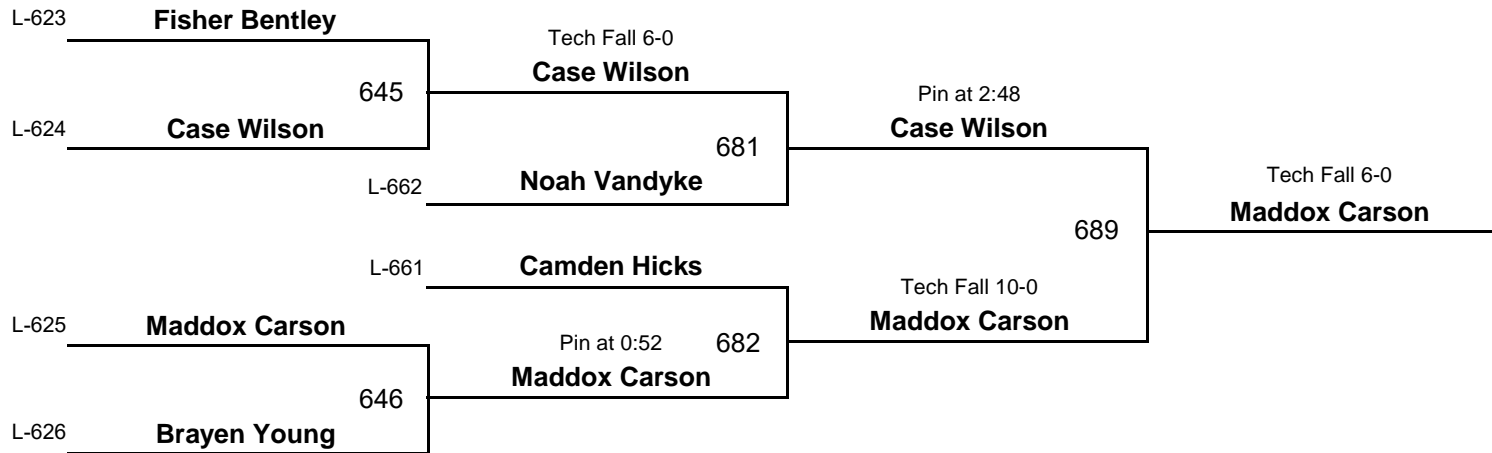 L-623 Fisher Bentley
Tech Fall 6-0
645 Case Wilson
Pin at 2:48
L-624 Case Wilson
Case Wilson
681
L-662 Noah Vandyke
Tech Fall 6-0
Maddox Carson
689
L-661 Camden Hicks
Tech Fall 10-0
L-625 Maddox Carson
Maddox Carson
Pin at 0:52 682
Maddox Carson
646
L-626 Brayen Young